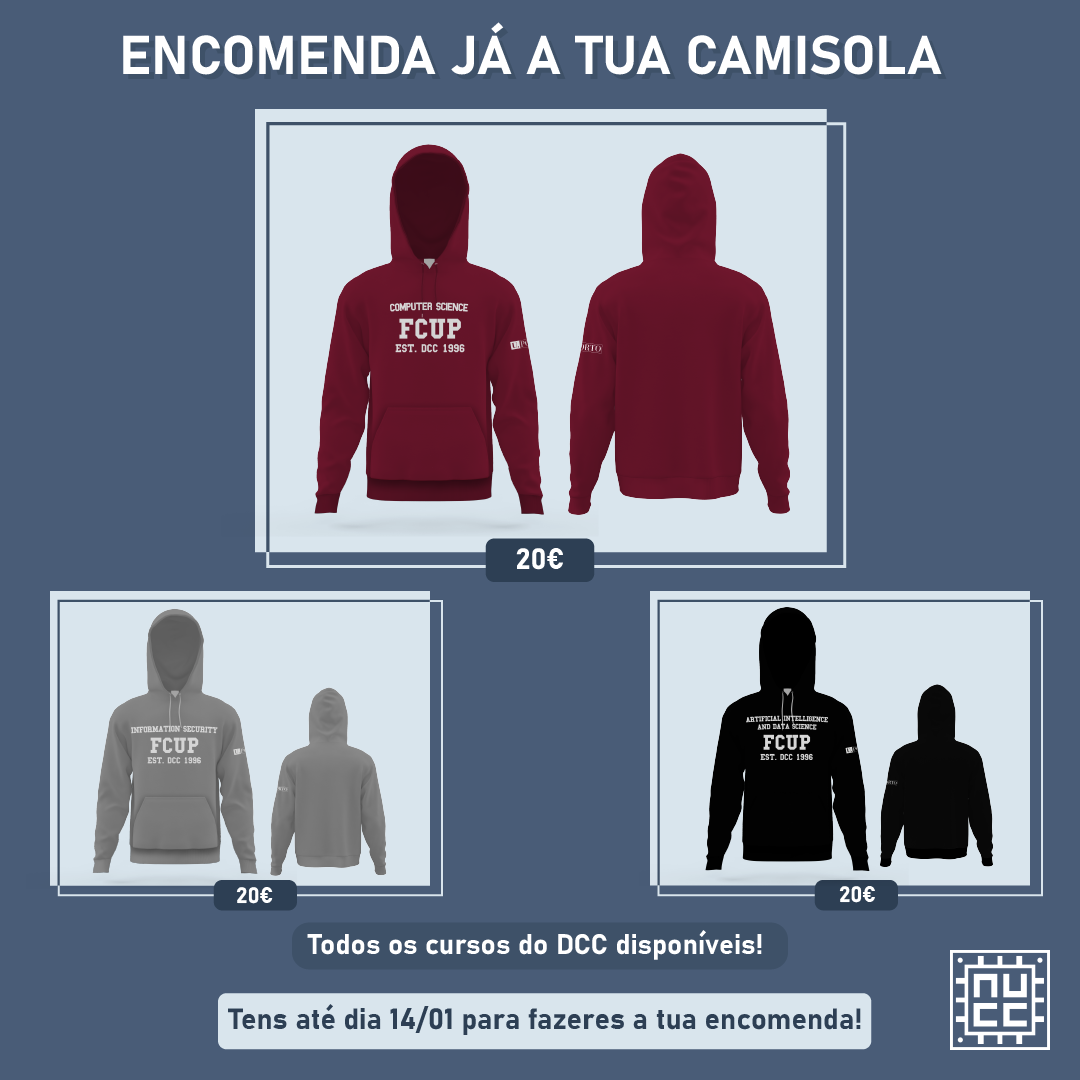 ENCOMENDA JÁ A TUA CAMISOLA
COMPUTER SCIENCE
FCUP
EST. DCC 1996
20€
INFORMATION SECURITY
FCUP
EST. DCC 1996
20€
ARTIFICIAL INTELLIGENCE
AND DATA SCIENCE
FCUP
EST. DCC 1996
20€
Todos os cursos do DCC disponíveis!
Tens até dia 14/01 para fazeres a tua encomenda!
NU
CC